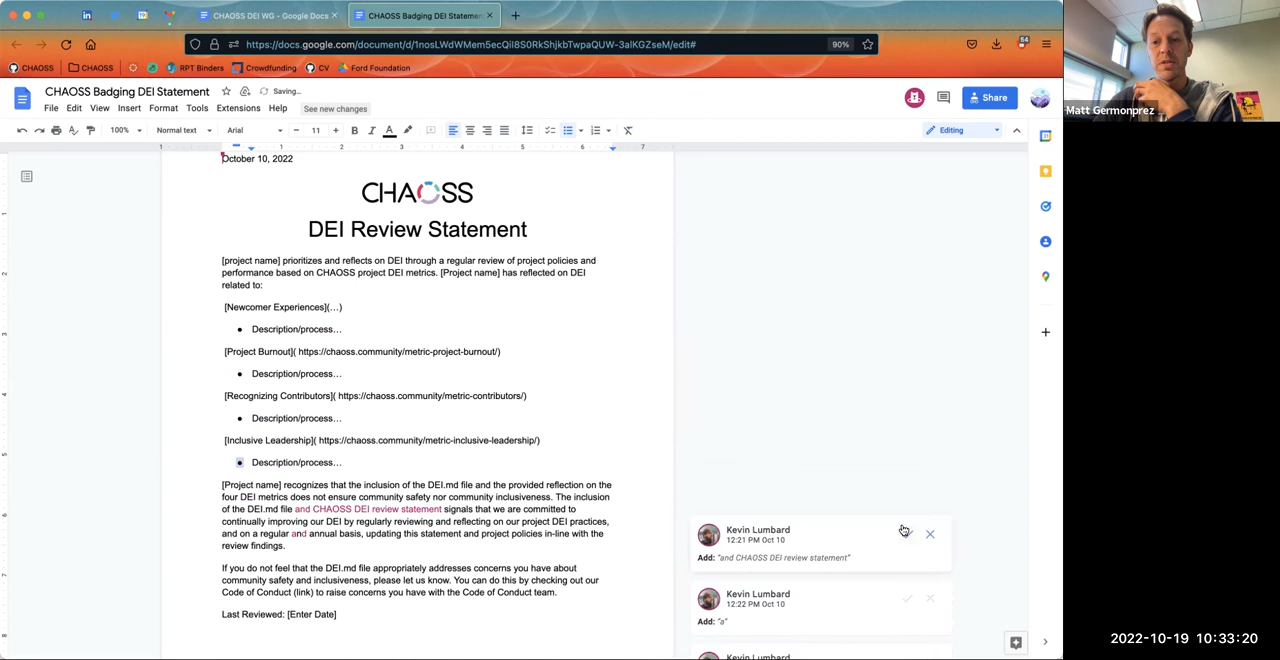 CHAOSS DEI WG - Google Docs
CHAOSS Badging DEI Statement
https://docs.google.com/document/d/1nosLWdWMem5ecQiI8S0RkShjkbTwpaQUW-3alKGZseM/edit#
90%
54
CHAOSS
CHAOSS
RPT Binders
Crowdfunding
CV
Ford Foundation
CHAOSS Badging DEI Statement
Saving...
File Edit View Insert Format Tools Extensions Help
See new changes
Share
100%
Normal text
Arial
11
Editing
1 1 2 3 4 5 6 7
October 10, 2022
CHAOSS
DEI Review Statement
[project name] prioritizes and reflects on DEI through a regular review of project policies and
performance based on CHAOSS project DEI metrics. [Project name] has reflected on DEI
related to:
[Newcomer Experiences](…)
● Description/process…
[Project Burnout]( https://chaoss.community/metric-project-burnout/)
● Description/process…
[Recognizing Contributors]( https://chaoss.community/metric-contributors/)
● Description/process…
[Inclusive Leadership]( https://chaoss.community/metric-inclusive-leadership/)
● Description/process…
[Project name] recognizes that the inclusion of the DEI.md file and the provided reflection on the
four DEI metrics does not ensure community safety nor community inclusiveness. The inclusion
of the DEI.md file and CHAOSS DEI review statement signals that we are committed to
continually improving our DEI by regularly reviewing and reflecting on our project DEI practices,
and on a regular and annual basis, updating this statement and project policies in-line with the
review findings.
If you do not feel that the DEI.md file appropriately addresses concerns you have about
community safety and inclusiveness, please let us know. You can do this by checking out our
Code of Conduct (link) to raise concerns you have with the Code of Conduct team.
Last Reviewed: [Enter Date]
Kevin Lumbard
12:21 PM Oct 10
Add: "and CHAOSS DEI review statement"
Kevin Lumbard
12:22 PM Oct 10
Add: "a"
Kevin Lumbard
Matt Germonprez
2022-10-19 10:33:20